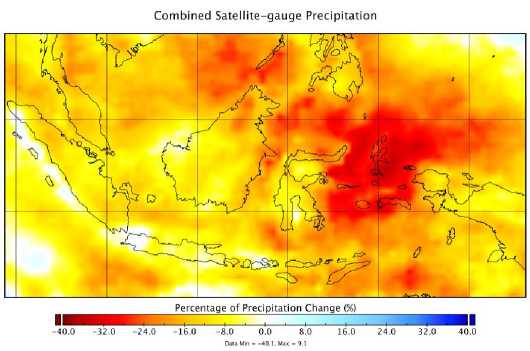 Combined Satellite-gauge Precipitation
Percentage of Precipitation Change (%)
-40.0 -32.0 -24.0 -16.0 -8.0 0.0 8.0 16.0 24.0 32.0 40.0
Data Min = -40.1, Max = 9.1